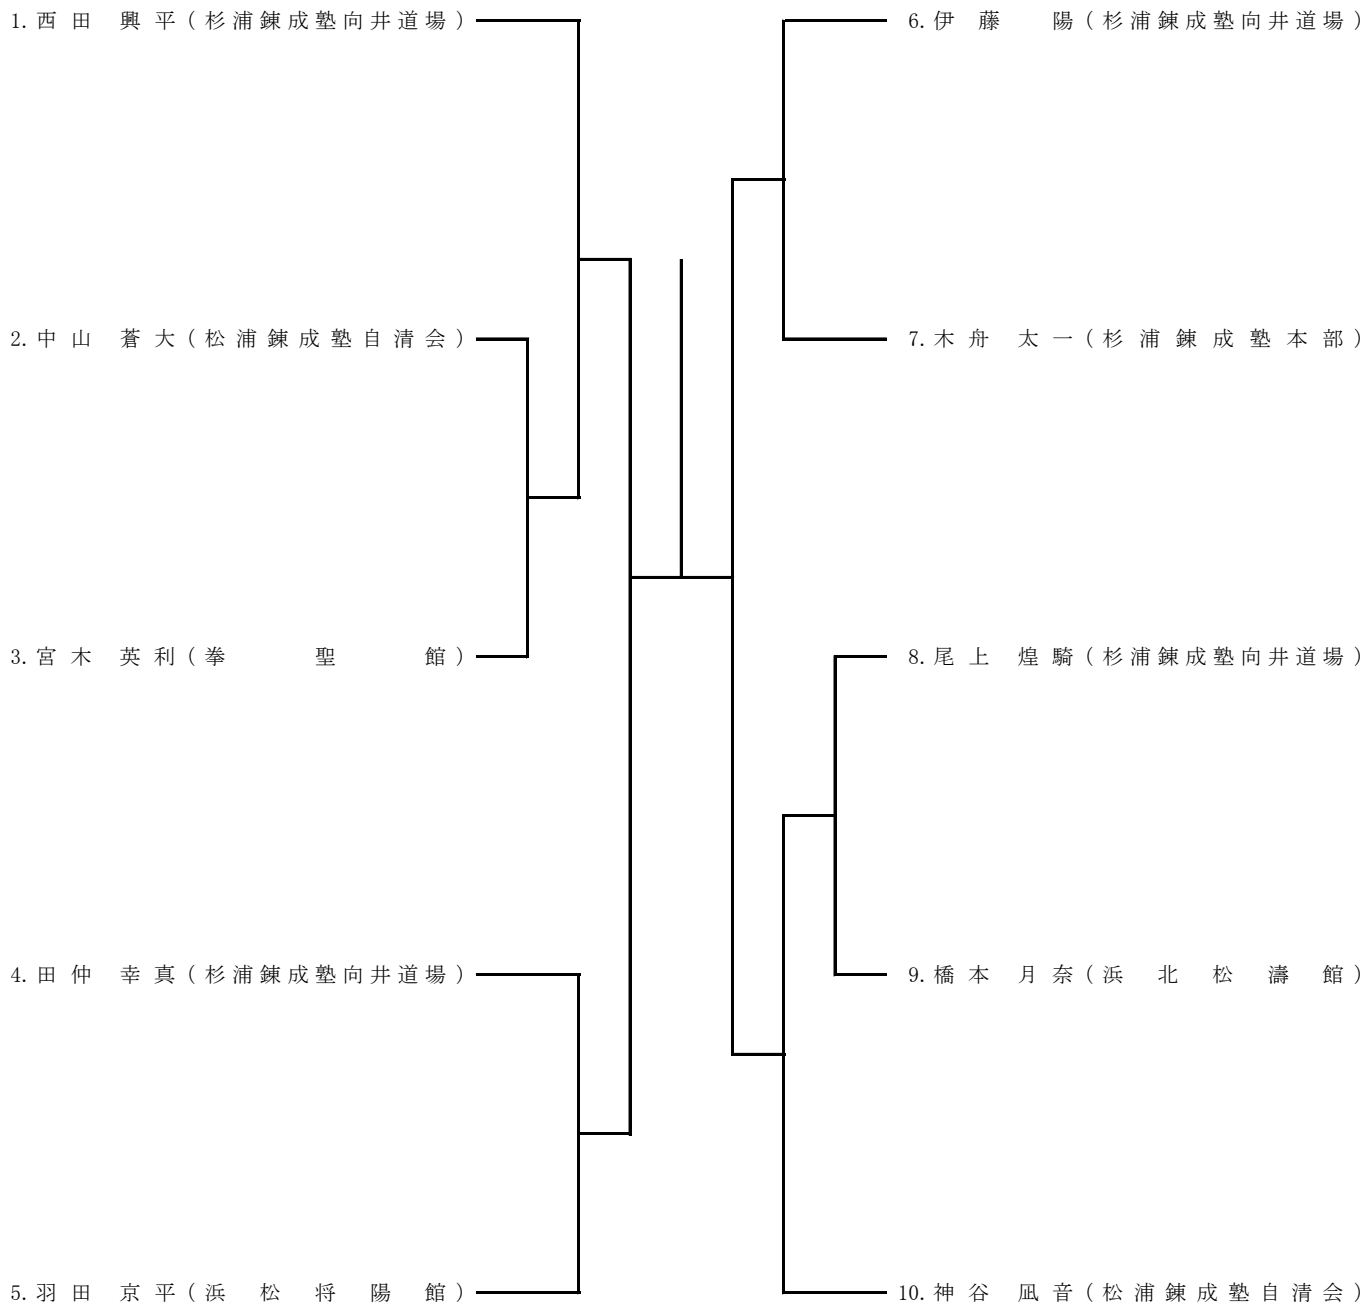 1. 西田 興平(杉浦錬成塾向井道場)
2. 中山 蒼大(松浦錬成塾自清会)
3. 宮木 英利(拳聖館)
4. 田仲 幸真(杉浦錬成塾向井道場)
5. 羽田 京平(浜松将陽館)
6. 伊藤 陽(杉浦錬成塾向井道場)
7. 木舟 太一(杉浦錬成塾本部)
8. 尾上 煌騎(杉浦錬成塾向井道場)
9. 橋本 月奈(浜北松濤館)
10. 神谷 凪音(松浦錬成塾自清会)